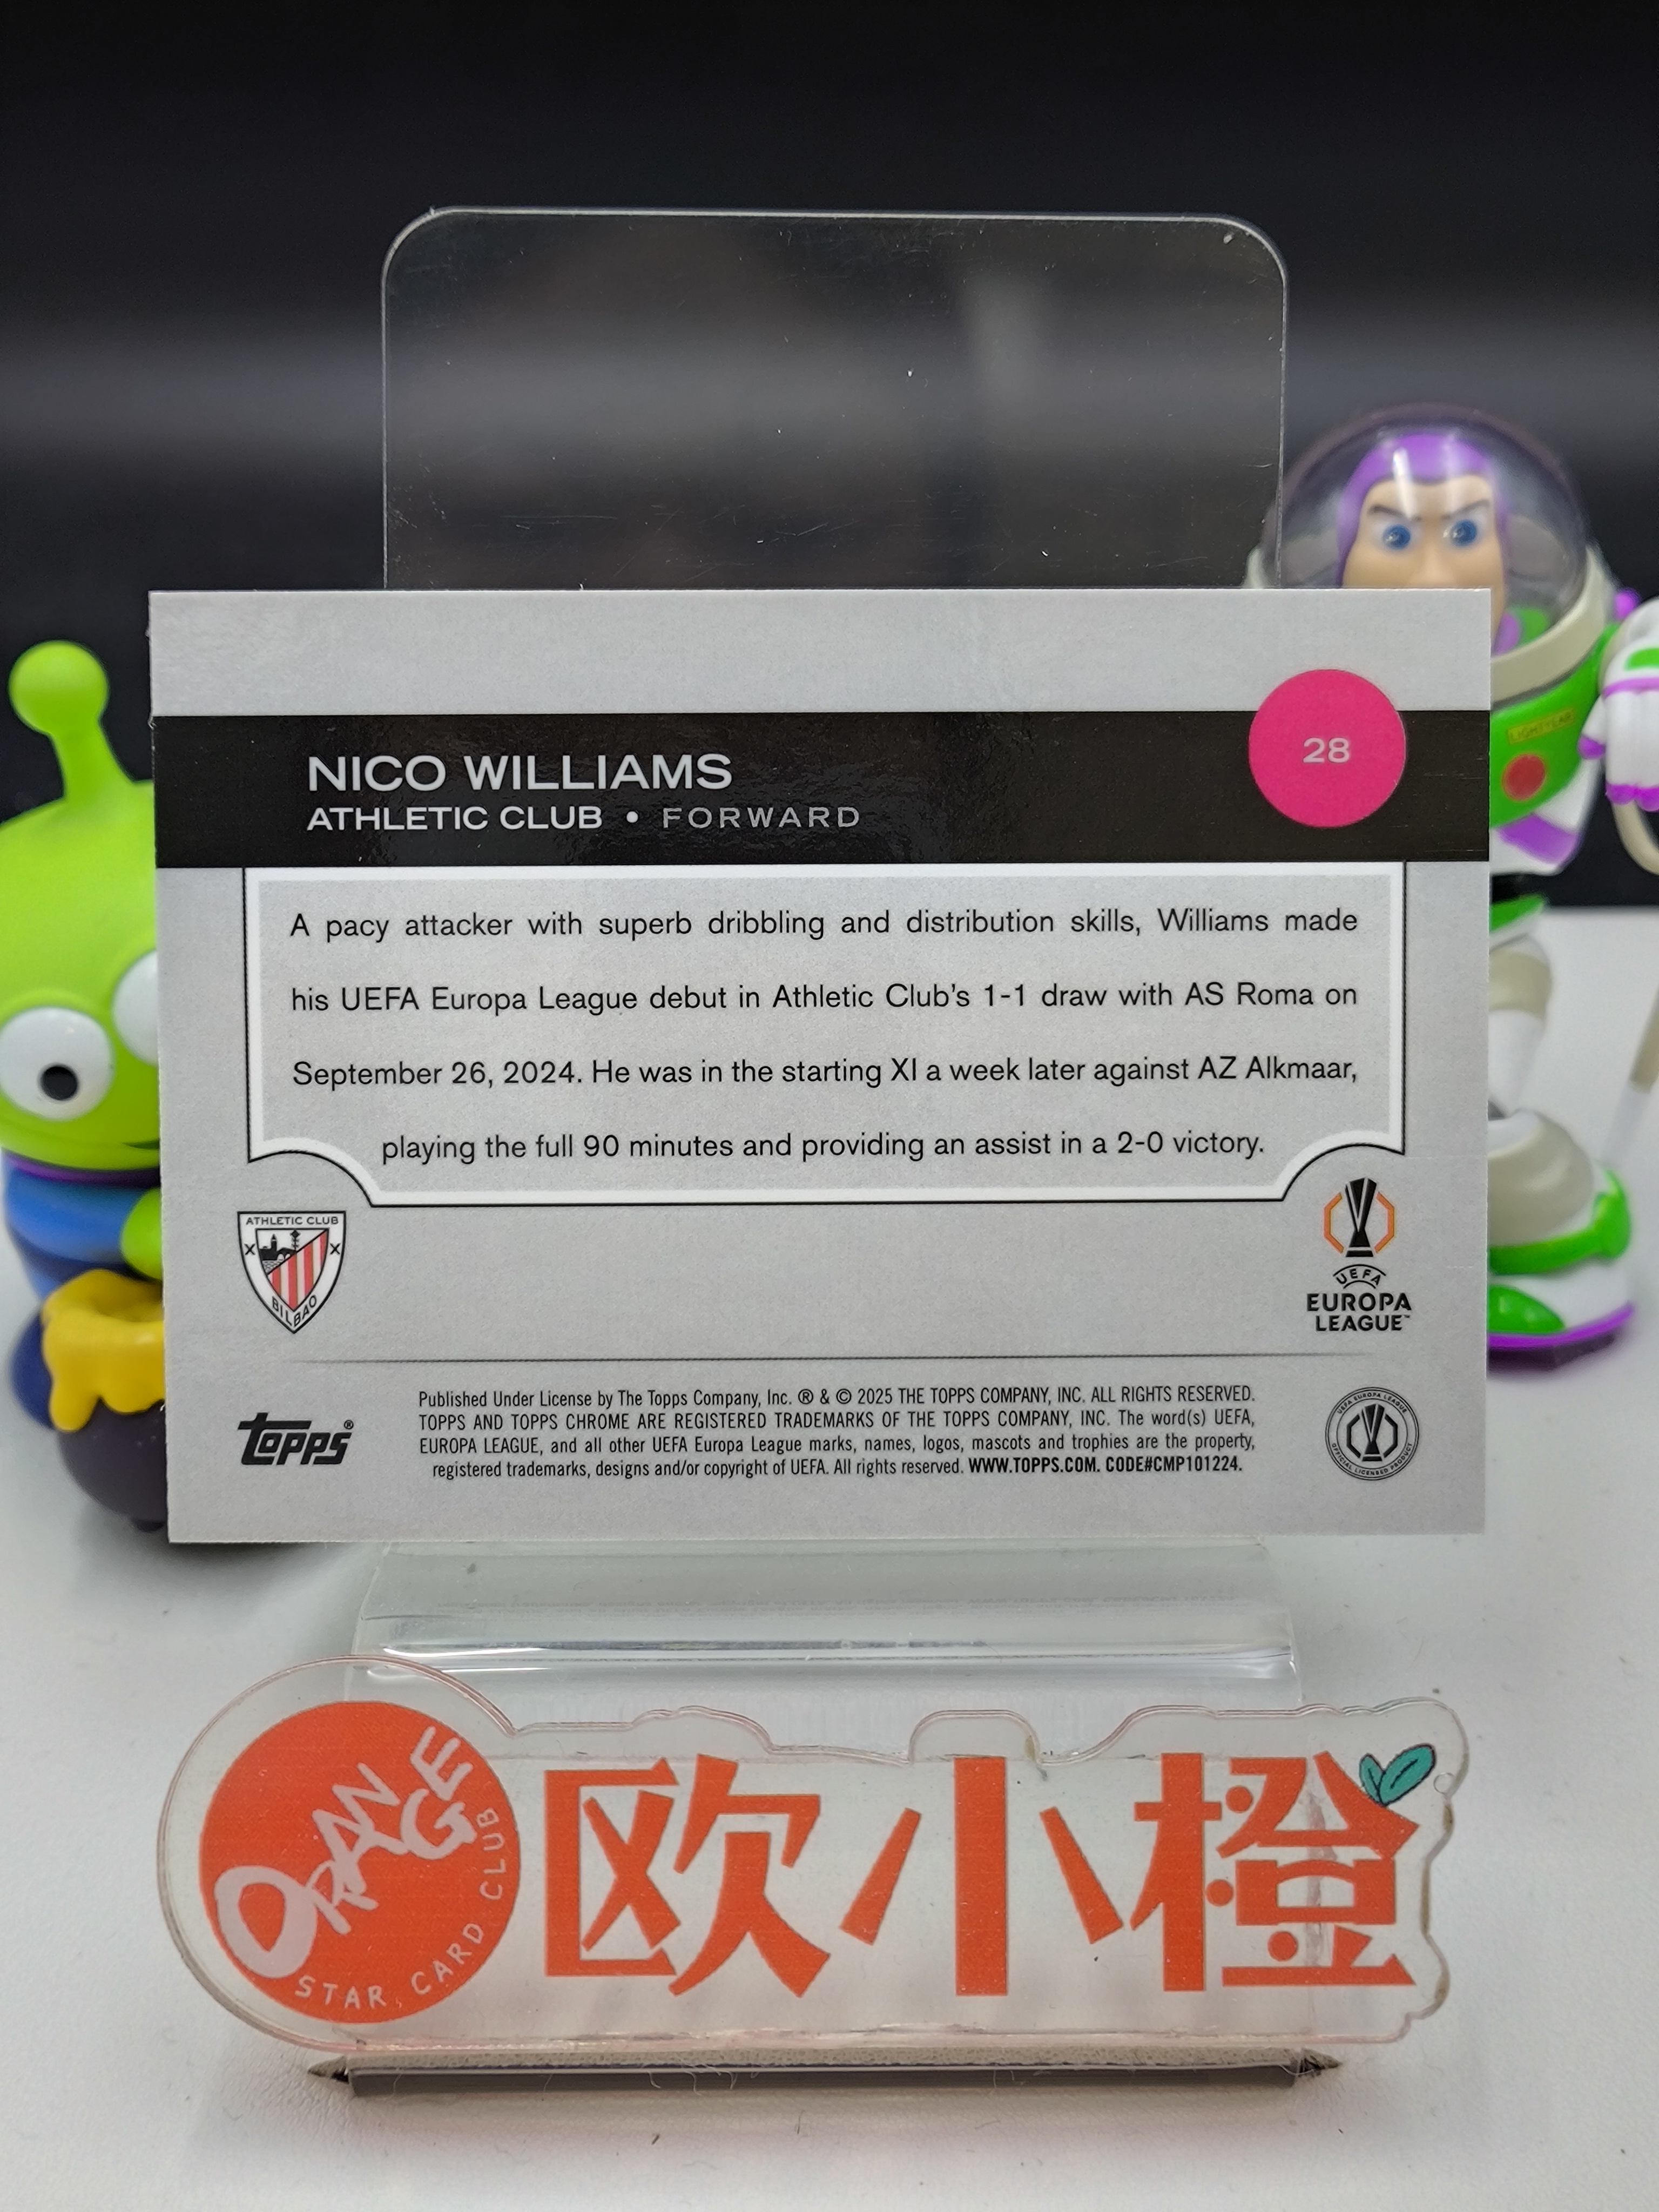 LIGHTYEAR
28
NICO WILLIAMS
ATHLETIC CLUB • FORWARD
A pacy attacker with superb dribbling and distribution skills, Williams made
his UEFA Europa League debut in Athletic Club's 1-1 draw with AS Roma on
September 26, 2024. He was in the starting XI a week later against AZ Alkmaar,
playing the full 90 minutes and providing an assist in a 2-0 victory.
ATHLETIC CLUB
BILBAO
UEFA
EUROPA
LEAGUE™
topps®
Published Under License by The Topps Company, Inc. ® & © 2025 THE TOPPS COMPANY, INC. ALL RIGHTS RESERVED.
TOPPS AND TOPPS CHROME ARE REGISTERED TRADEMARKS OF THE TOPPS COMPANY, INC. The word(s) UEFA,
EUROPA LEAGUE, and all other UEFA Europa League marks, names, logos, mascots and trophies are the property,
registered trademarks, designs and/or copyright of UEFA. All rights reserved. WWW.TOPPS.COM. CODE#CMP101224.
UEFA EUROPA LEAGUE
OFFICIAL LICENSED PRODUCT
ORANGE
STAR CARD CLUB
欧小橙